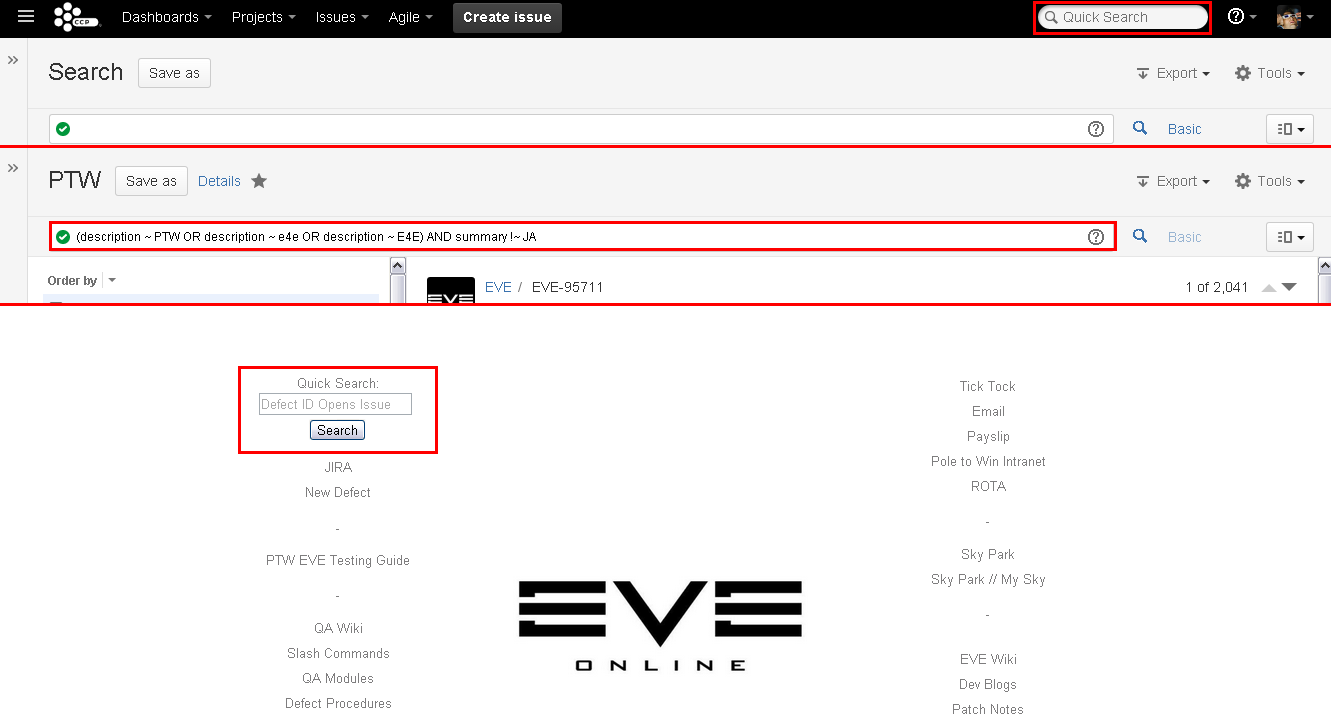 CCP Dashboards Projects Issues Agile Create issue Quick Search ?
» Search Save as Export Tools
? Basic
» PTW Save as Details Export Tools
(description ~ PTW OR description ~ e4e OR description ~ E4E) AND summary !~ JA ? Basic
Order by EVE EVE / EVE-95711 1 of 2,041
Quick Search:
Defect ID Opens Issue
Search
JIRA
New Defect
-
PTW EVE Testing Guide
-
QA Wiki
Slash Commands
QA Modules
Defect Procedures
EVE
ONLINE
Tick Tock
Email
Payslip
Pole to Win Intranet
ROTA
-
Sky Park
Sky Park // My Sky
-
EVE Wiki
Dev Blogs
Patch Notes